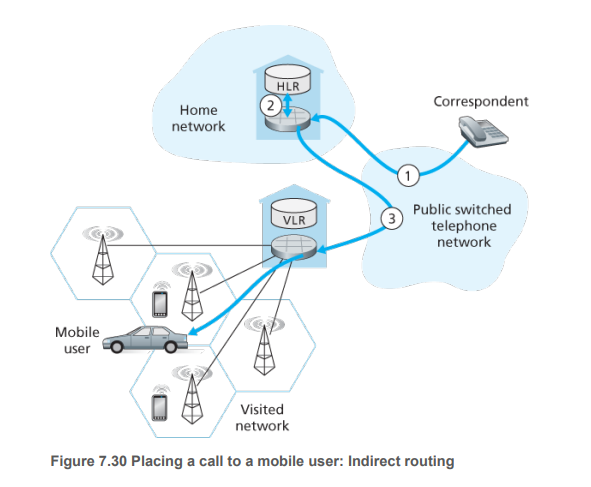 HLR
2
Home
network
Correspondent
1
Public switched
telephone
network
3
VLR
Mobile
user
Visited
network
Figure 7.30 Placing a call to a mobile user: Indirect routing